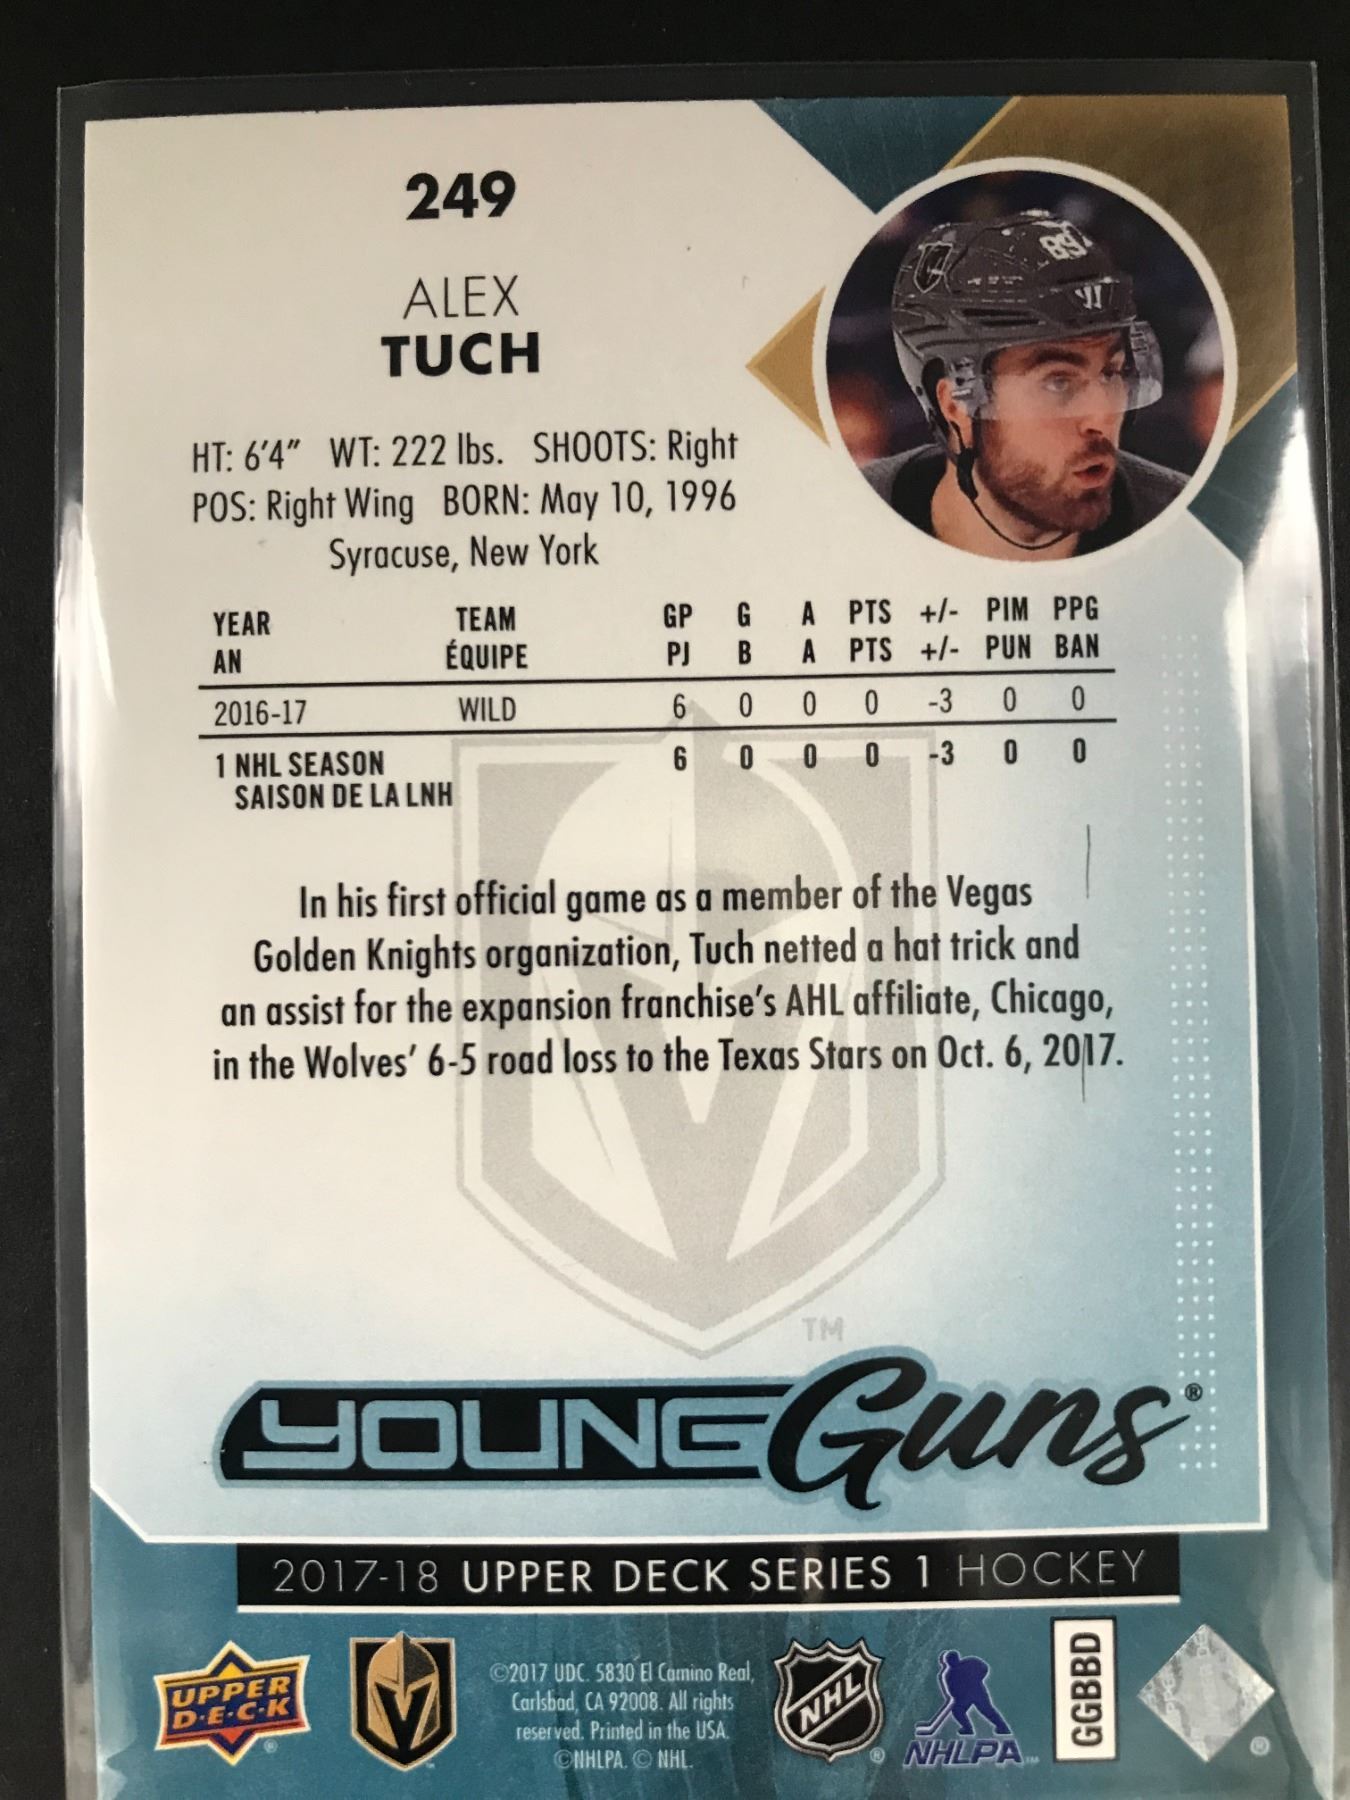 249
ALEX
TUCH
89
HT: 6'4" WT: 222 lbs. SHOOTS: Right
POS: Right Wing BORN: May 10, 1996
Syracuse, New York
YEAR TEAM GP G A PTS +/- PIM PPG
AN ÉQUIPE PJ B A PTS +/- PUN BAN
2016-17 WILD 6 0 0 0 -3 0 0
1 NHL SEASON 6 0 0 0 -3 0 0
SAISON DE LA LNH
In his first official game as a member of the Vegas
Golden Knights organization, Tuch netted a hat trick and
an assist for the expansion franchise's AHL affiliate, Chicago,
in the Wolves' 6-5 road loss to the Texas Stars on Oct. 6, 2017.
TM
YOUNG Guns®
2017-18 UPPER DECK SERIES 1 HOCKEY
UPPER
D·E·C·K
®
©2017 UDC. 5830 El Camino Real,
Carlsbad, CA 92008. All rights
reserved. Printed in the USA.
©NHLPA. © NHL.
NHL
®
NHLPA™
GGBBD
®